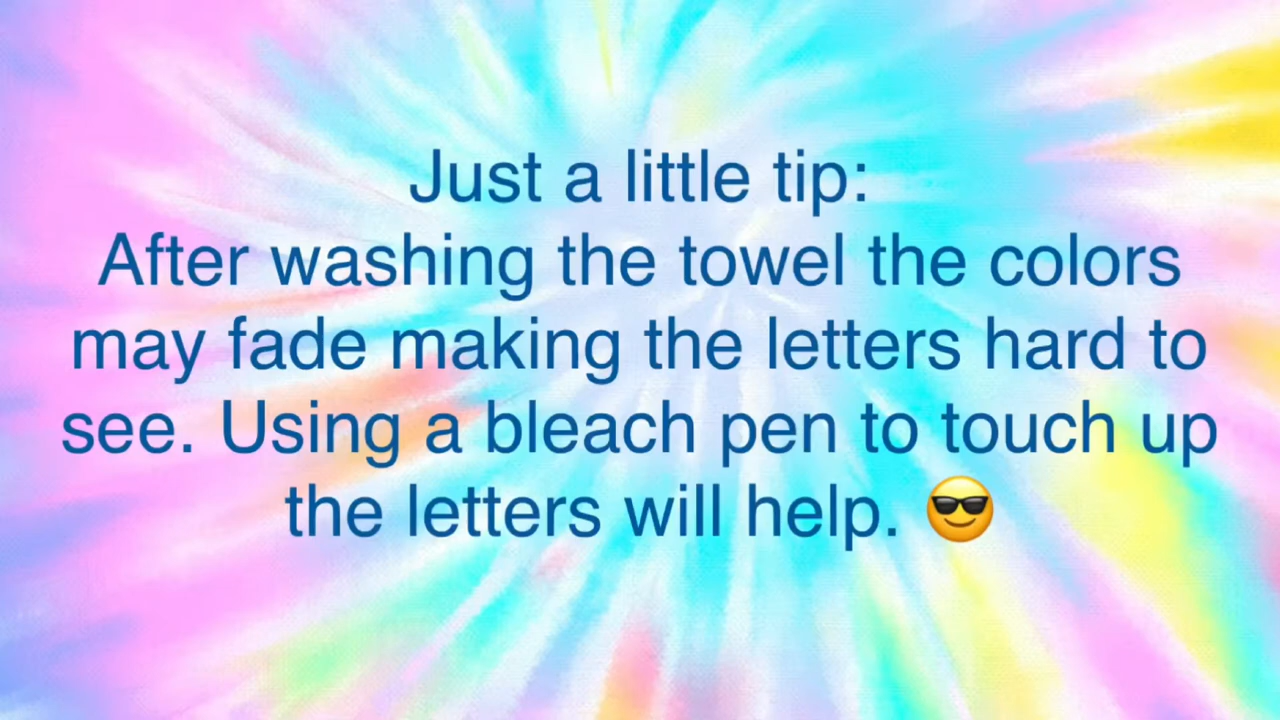 Just a little tip:
After washing the towel the colors
may fade making the letters hard to
see. Using a bleach pen to touch up
the letters will help. 😎